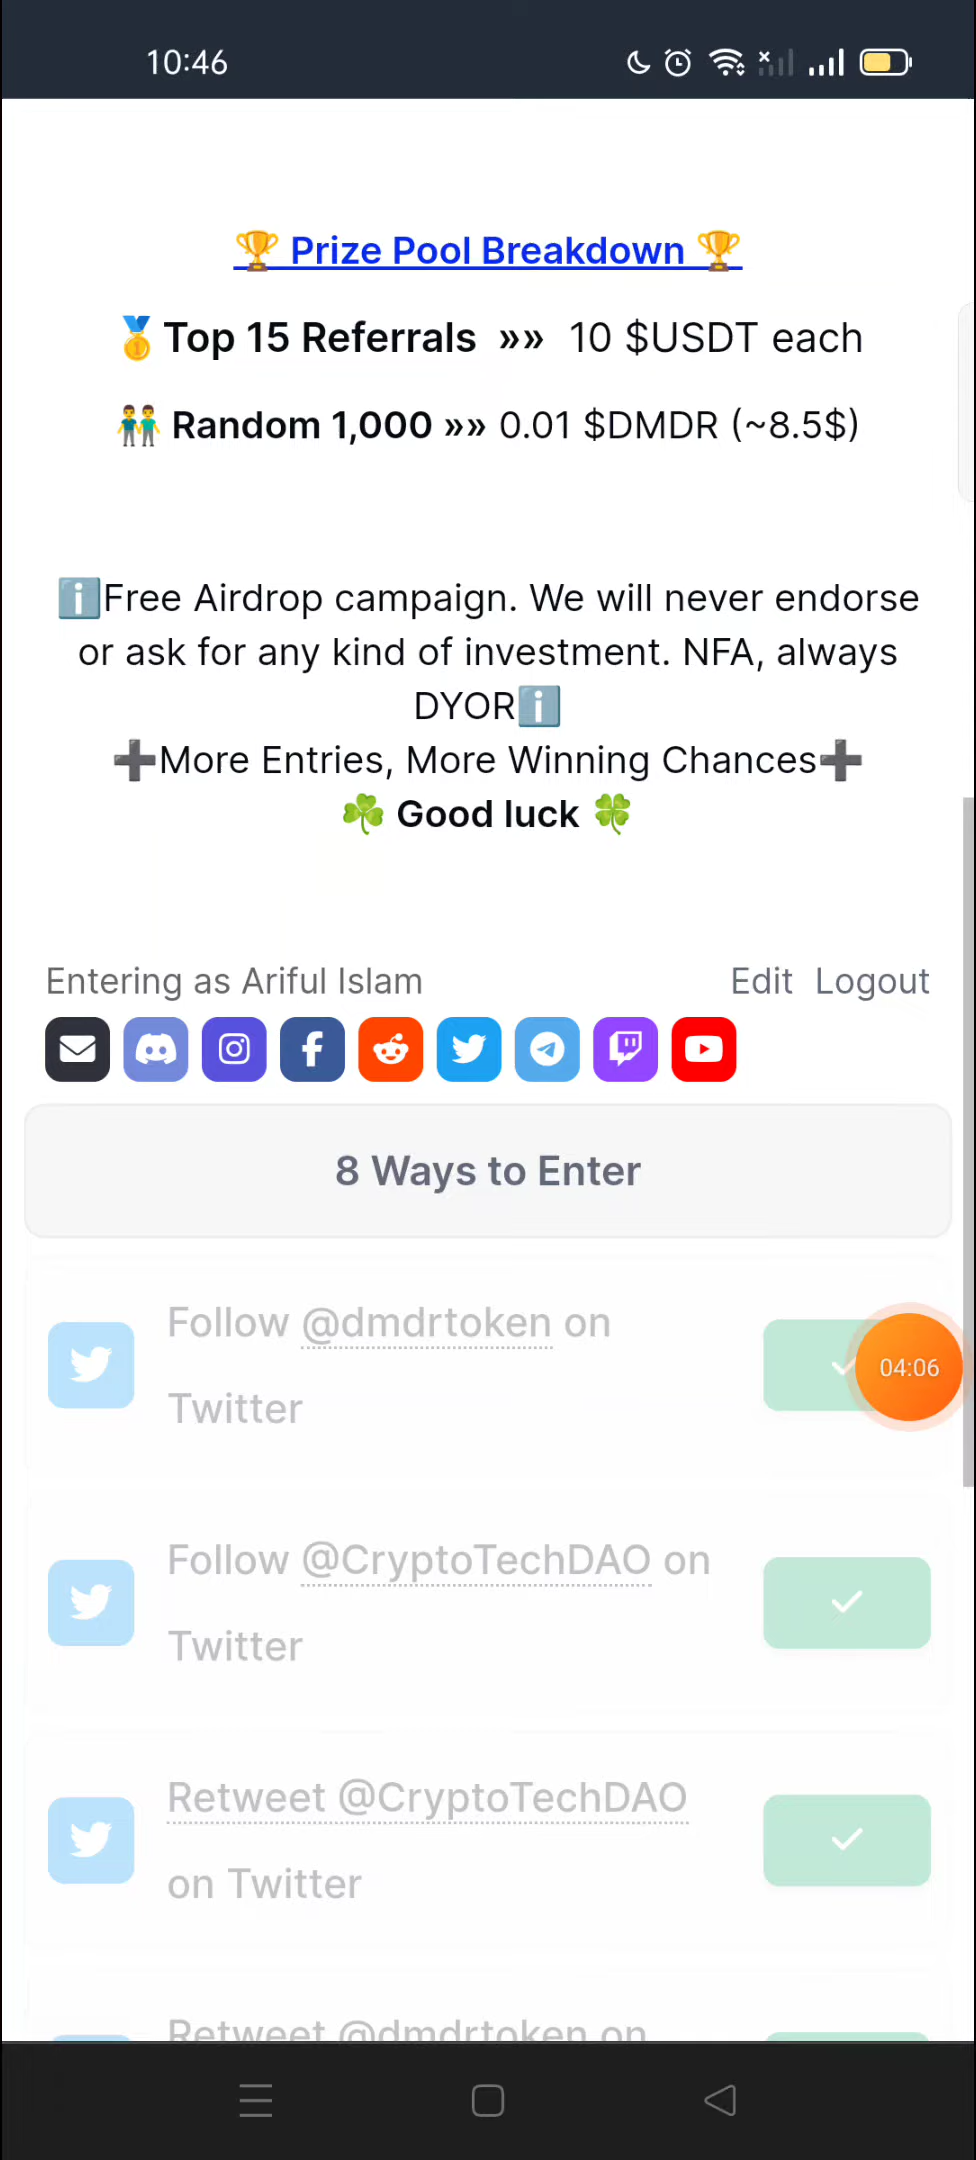 10:46
🏆 Prize Pool Breakdown 🏆
🥇Top 15 Referrals »» 10 $USDT each
👬 Random 1,000 »» 0.01 $DMDR (~8.5$)
ℹ️Free Airdrop campaign. We will never endorse
or ask for any kind of investment. NFA, always
DYORℹ️
➕More Entries, More Winning Chances➕
☘️ Good luck 🍀
Entering as Ariful Islam Edit Logout
8 Ways to Enter
Follow @dmdrtoken on
Twitter
04:06
Follow @CryptoTechDAO on
Twitter
Retweet @CryptoTechDAO
on Twitter
Retweet @dmdrtoken on